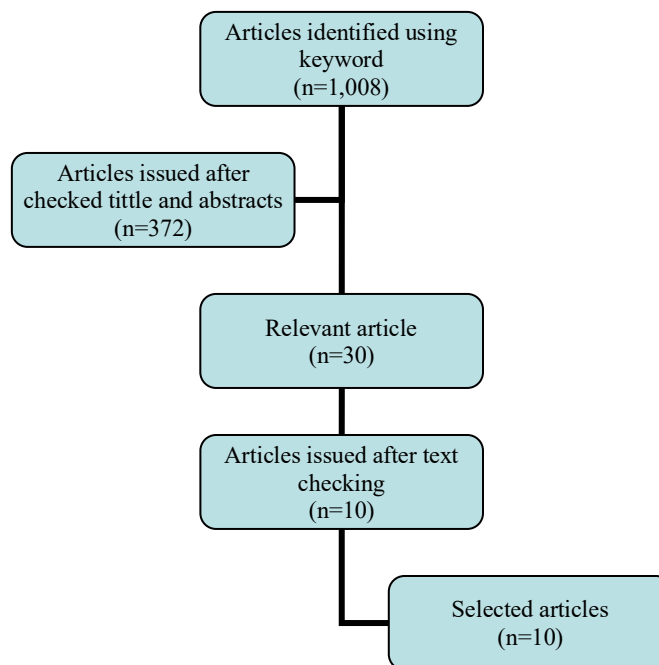 Articles identified using
keyword
(n=1,008)
Articles issued after
checked tittle and abstracts
(n=372)
Relevant article
(n=30)
Articles issued after text
checking
(n=10)
Selected articles
(n=10)